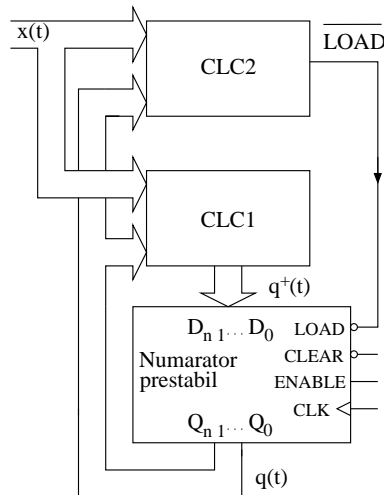 x(t)
LOAD
CLC2
CLC1
q+(t)
Dn 1... D0
LOAD
Numarator
prestabil
CLEAR
ENABLE
CLK
Qn 1... Q0
q(t)